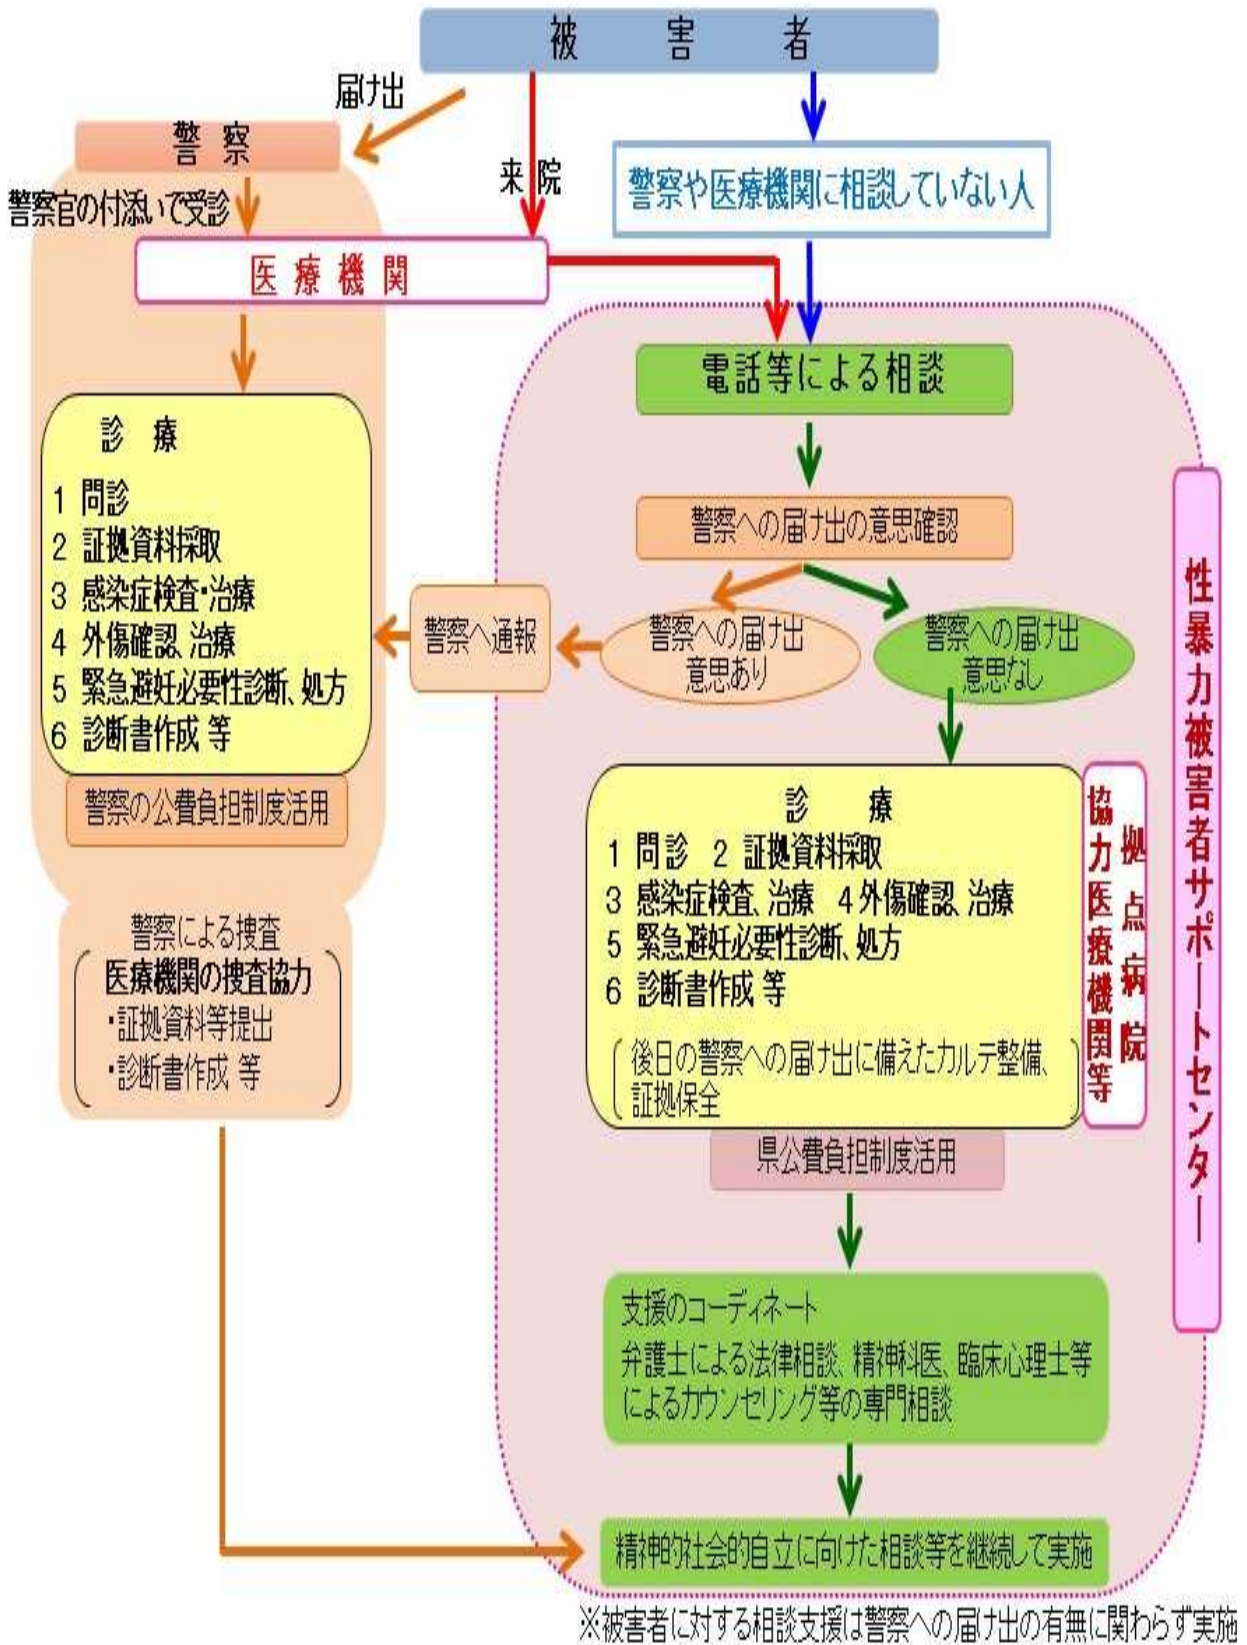 被害者
届け出
警察
来院
警察や医療機関に相談していない人
警察官の付添いで受診
医療機関
電話等による相談
診療
1 問診
2 証拠資料採取
3 感染症検査・治療
4 外傷確認、治療
5 緊急避妊必要性診断、処方
6 診断書作成 等
警察の公費負担制度活用
警察による捜査
医療機関の捜査協力
・証拠資料等提出
・診断書作成 等
警察への届け出の意思確認
警察へ通報
警察への届け出
意思あり
警察への届け出
意思なし
診療
1 問診 2 証拠資料採取
3 感染症検査、治療 4 外傷確認、治療
5 緊急避妊必要性診断、処方
6 診断書作成 等
後日の警察への届け出に備えたカルテ整備、
証拠保全
拠点病院
協力医療機関等
県公費負担制度活用
支援のコーディネート
弁護士による法律相談、精神科医、臨床心理士等
によるカウンセリング等の専門相談
精神的社会的自立に向けた相談等を継続して実施
性暴力被害者サポートセンター
※被害者に対する相談支援は警察への届け出の有無に関わらず実施